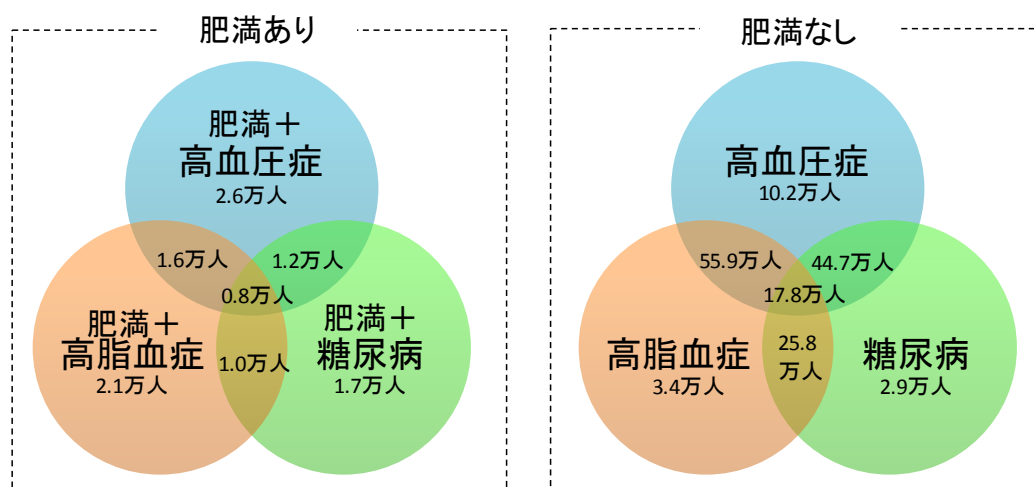 肥満あり
肥満＋
高血圧症
2.6万人
1.6万人
1.2万人
0.8万人
肥満＋
高脂血症
2.1万人
1.0万人
肥満＋
糖尿病
1.7万人
肥満なし
高血圧症
10.2万人
55.9万人
44.7万人
17.8万人
高脂血症
3.4万人
25.8
万人
糖尿病
2.9万人